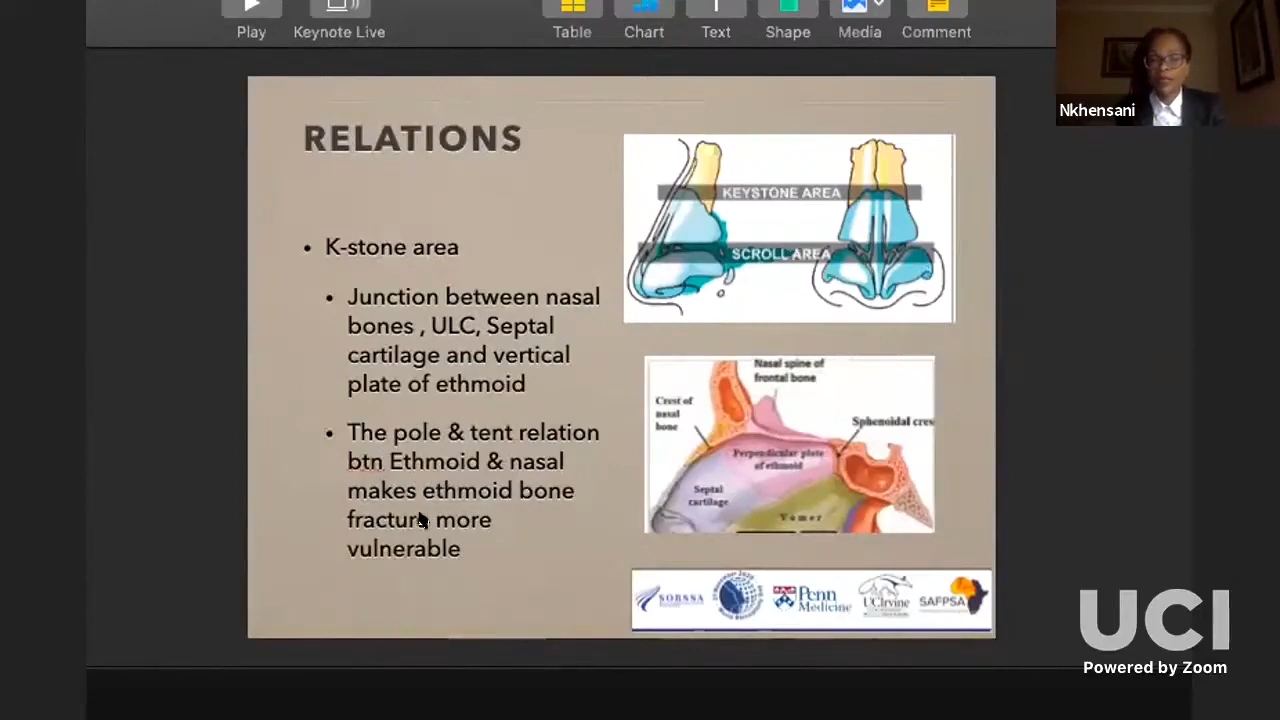 Play
Keynote Live
Table
Chart
Text
Shape
Media
Comment
Nkhensani
RELATIONS
• K-stone area
• Junction between nasal
bones , ULC, Septal
cartilage and vertical
plate of ethmoid
• The pole & tent relation
btn Ethmoid & nasal
makes ethmoid bone
fracture more
vulnerable
KEYSTONE AREA
SCROLL AREA
Nasal spine of
frontal bone
Crest of
nasal
bone
Sphenoidal cres
Perpendicular plate
of ethmoid
Septal
cartilage
Vomer
SORSSA
Penn
Medicine
UCIrvine
SAFPSA
UCI
Powered by Zoom